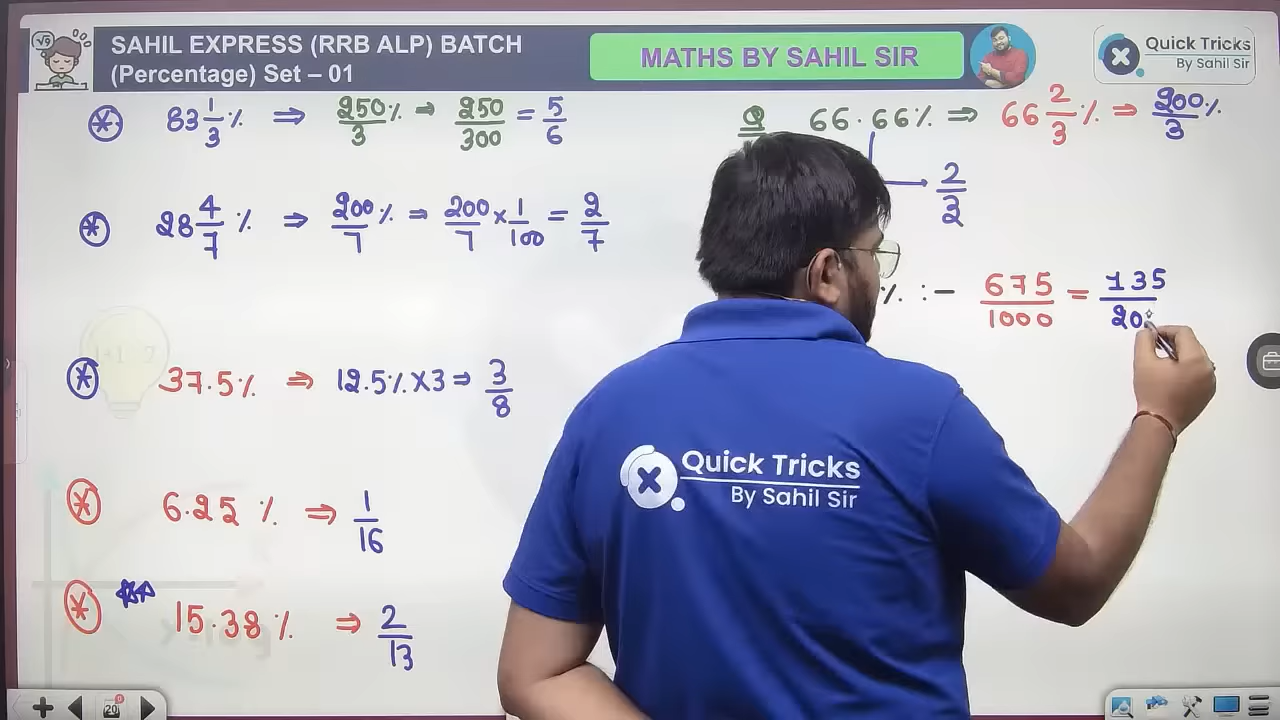 SAHIL EXPRESS (RRB ALP) BATCH
(Percentage) Set – 01
MATHS BY SAHIL SIR
Quick Tricks
By Sahil Sir
83 1/3 % ⇒ 250%/3 → 250/300 = 5/6
28 4/7 % ⇒ 200%/7 ⇒ 200/7 × 1/100 = 2/7
37.5% ⇒ 12.5% × 3 ⇒ 3/8
6.25 % ⇒ 1/16
15.38 % ⇒ 2/13
Q 66.66% ⇒ 66 2/3 % ⇒ 200/3 %
2/3
% :- 675/1000 = 135/20
Quick Tricks
By Sahil Sir
20